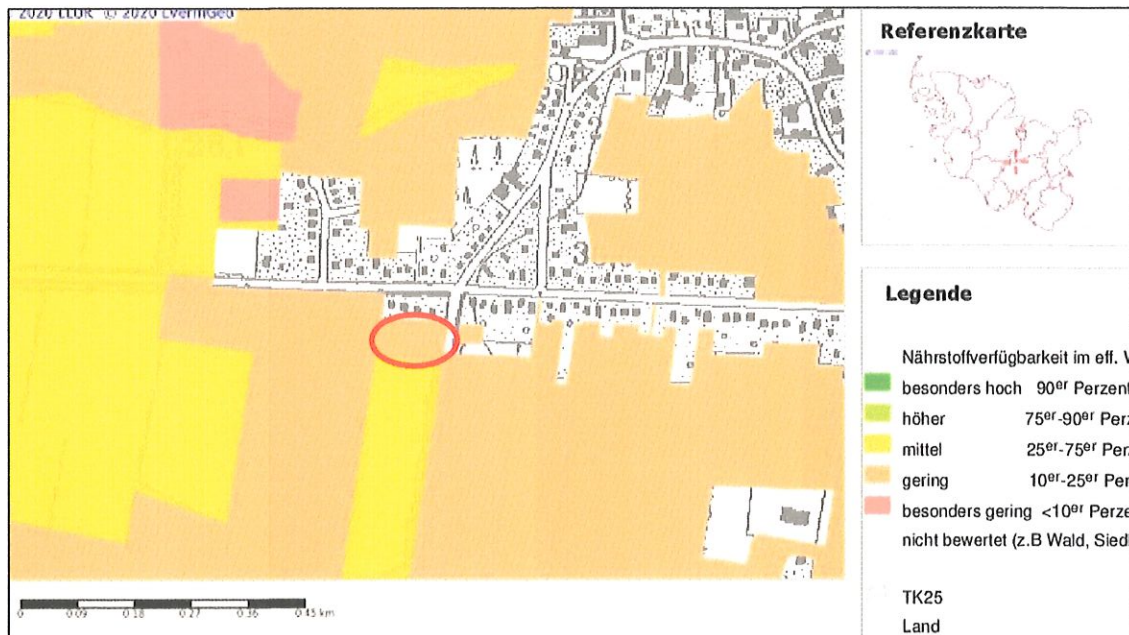 2020 LLUR © 2020 LVermGeo
0 0.09 0.18 0.27 0.36 0.45 km
Referenzkarte
Legende
Nährstoffverfügbarkeit im eff. W
besonders hoch 90er Perzent
höher 75er-90er Perz
mittel 25er-75er Per
gering 10er-25er Per
besonders gering <10er Perze
nicht bewertet (z.B Wald, Siedl
TK25
Land